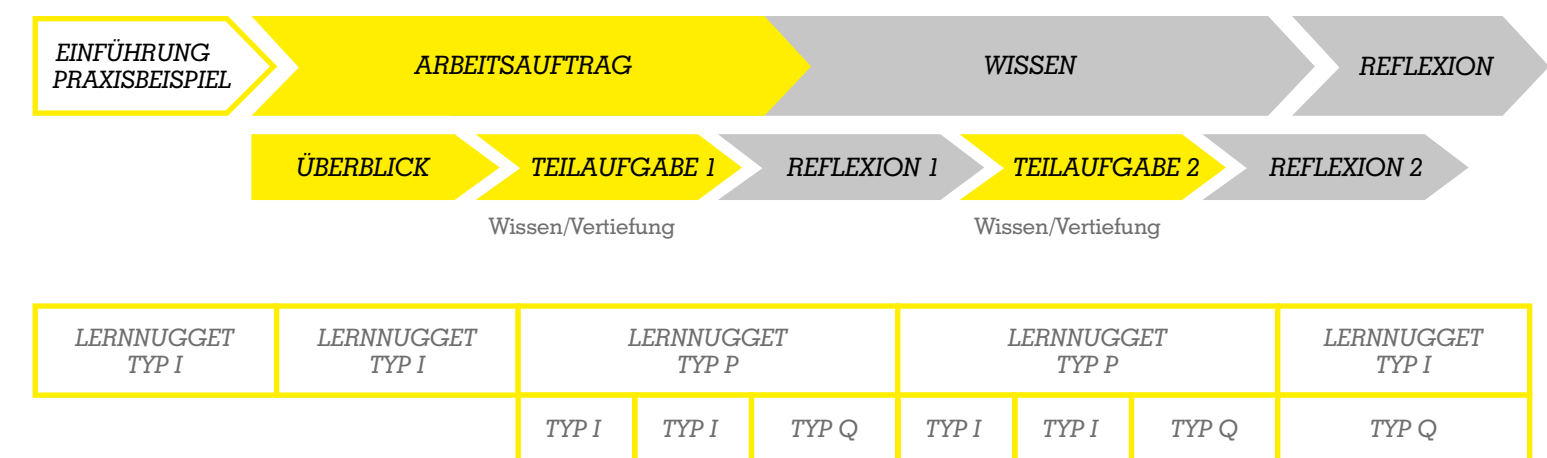 EINFÜHRUNG
PRAXISBEISPIEL
ARBEITSAUFTRAG
WISSEN
REFLEXION
ÜBERBLICK
TEILAUFGABE 1
REFLEXION 1
TEILAUFGABE 2
REFLEXION 2
Wissen/Vertiefung
Wissen/Vertiefung
LERNNUGGET
TYP I
LERNNUGGET
TYP I
LERNNUGGET
TYP P
LERNNUGGET
TYP P
LERNNUGGET
TYP I
TYP I
TYP I
TYP Q
TYP I
TYP I
TYP Q
TYP Q